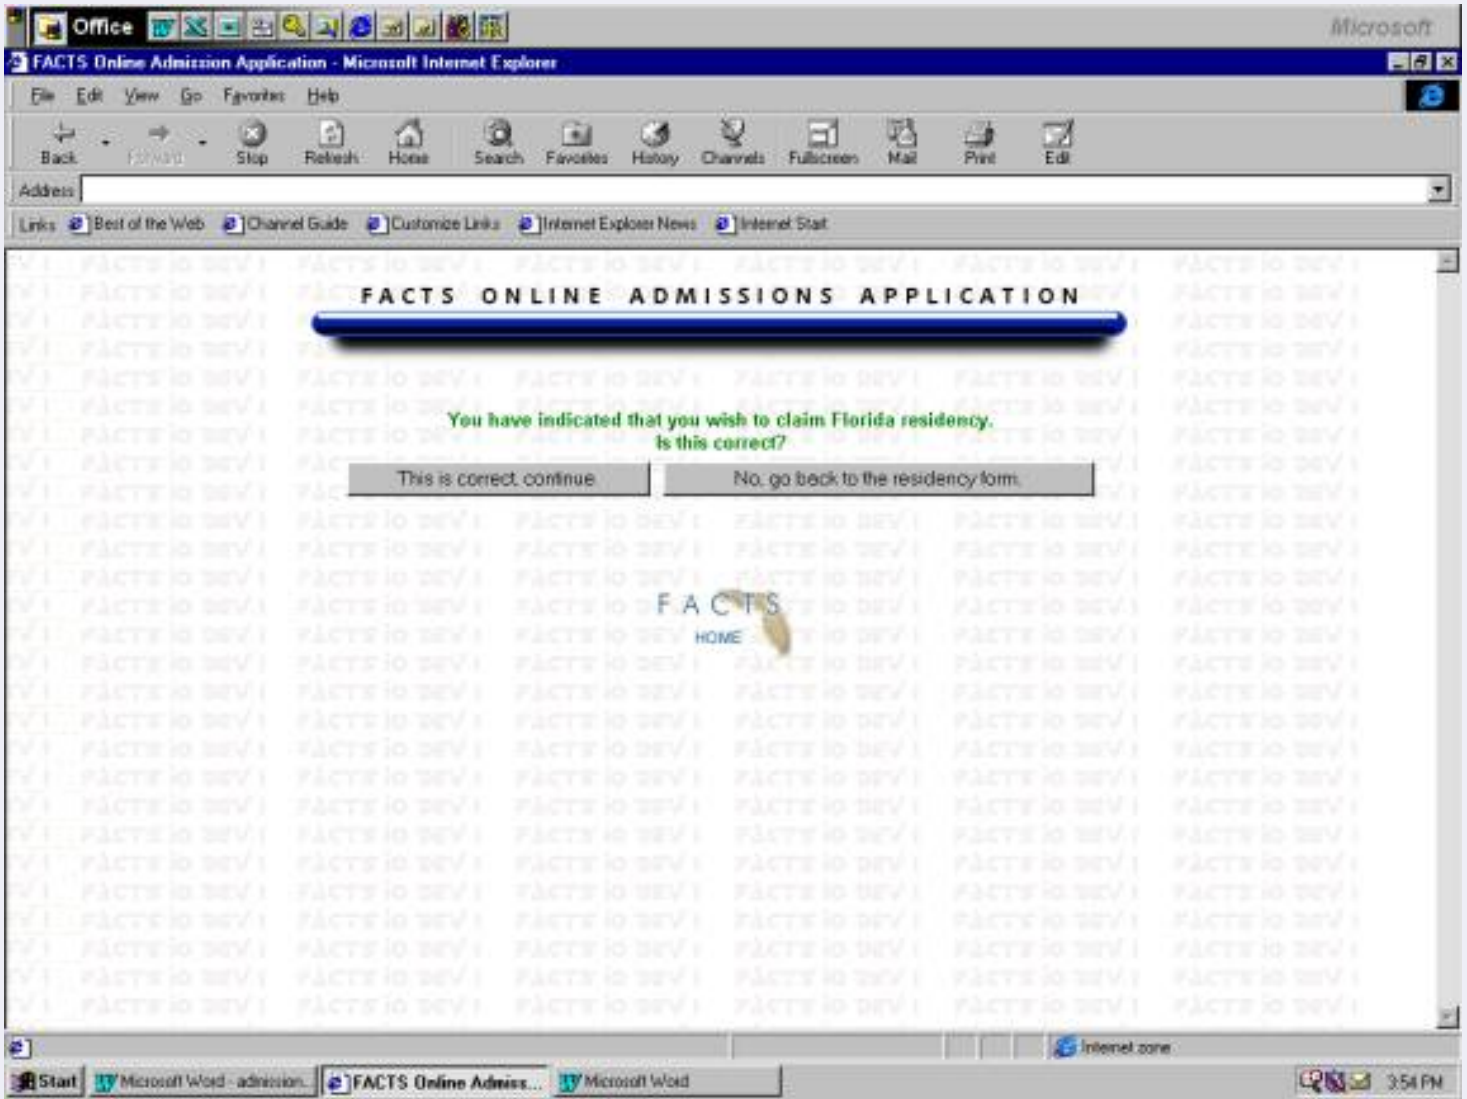 Office
Microsoft
FACTS Online Admission Application - Microsoft Internet Explorer
File Edit View Go Favorites Help
Back Forward Stop Refresh Home Search Favorites History Channels Fullscreen Mail Print Edit
Address
Links Best of the Web Channel Guide Customize Links Internet Explorer News Internet Start
FACTS ONLINE ADMISSIONS APPLICATION
You have indicated that you wish to claim Florida residency.
Is this correct?
This is correct, continue. No, go back to the residency form.
FACTS
HOME
Internet zone
Start Microsoft Word - admission... FACTS Online Admiss... Microsoft Word 3:54 PM